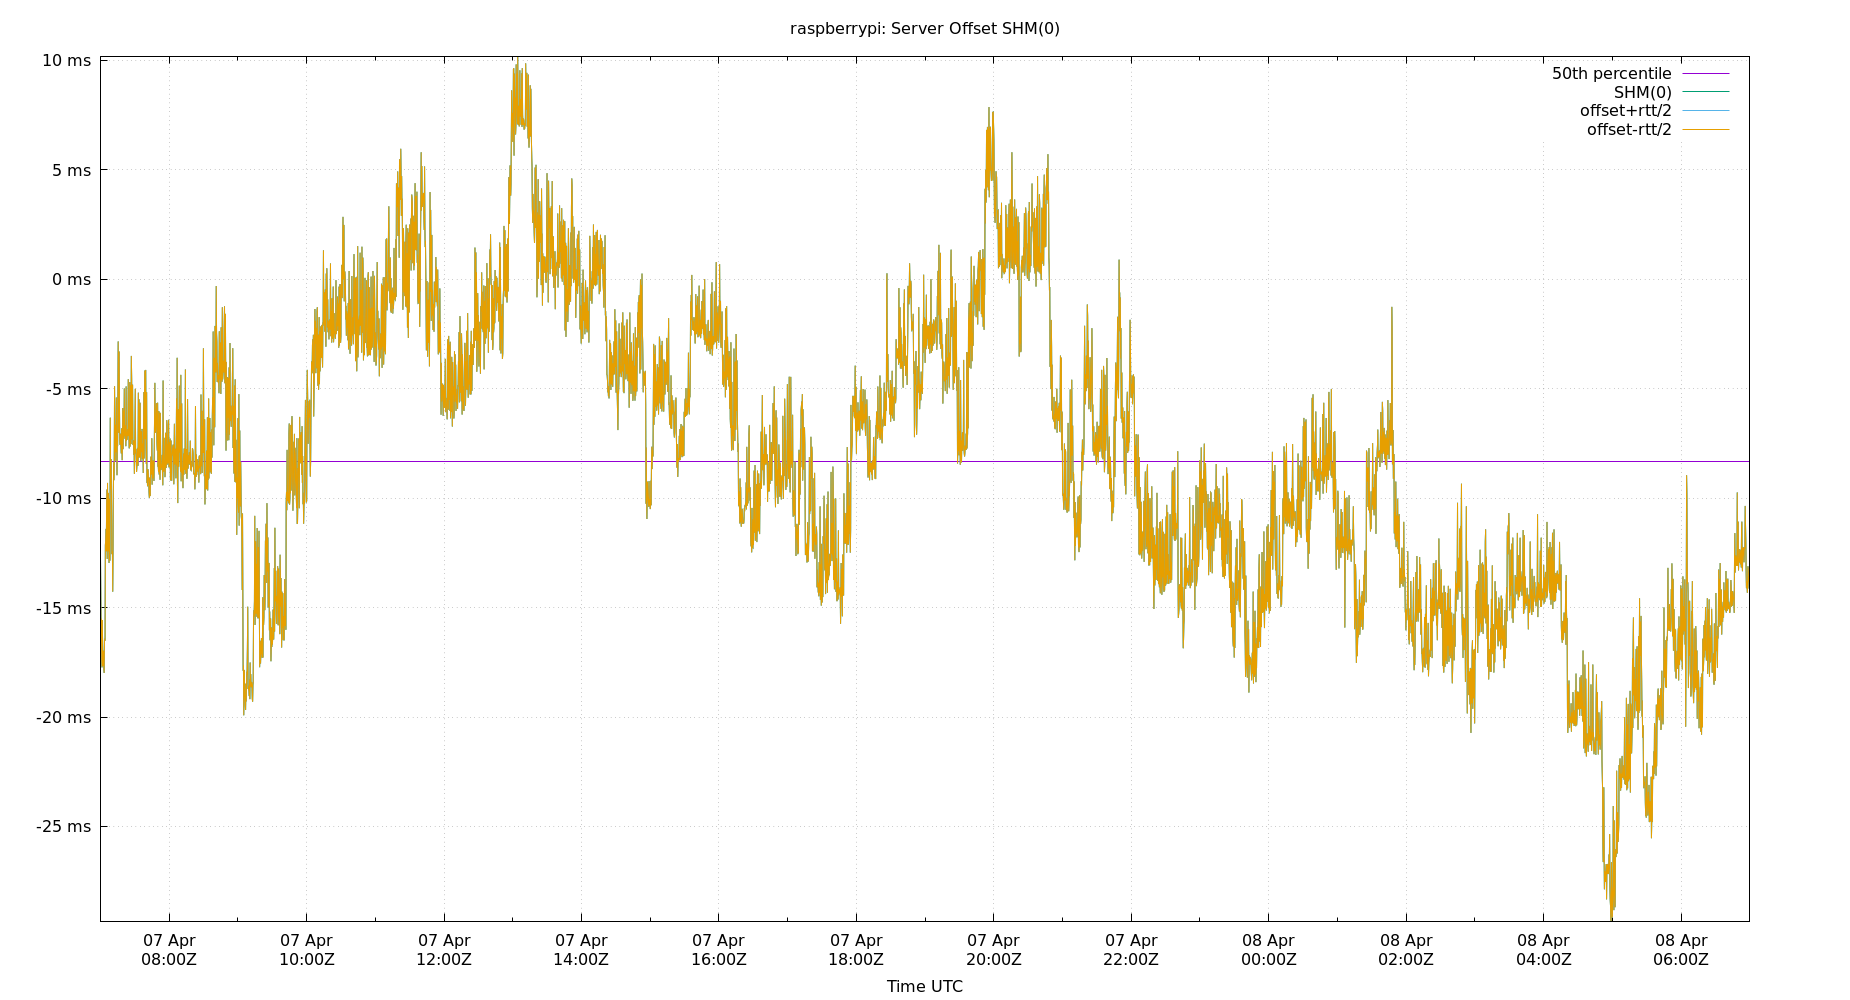 raspberrypi: Server Offset SHM(0)
50th percentile
SHM(0)
offset+rtt/2
offset-rtt/2
10 ms
5 ms
0 ms
-5 ms
-10 ms
-15 ms
-20 ms
-25 ms
07 Apr 07 Apr 07 Apr 07 Apr 07 Apr 07 Apr 07 Apr 07 Apr 08 Apr 08 Apr 08 Apr 08 Apr
08:00Z 10:00Z 12:00Z 14:00Z 16:00Z 18:00Z 20:00Z 22:00Z 00:00Z 02:00Z 04:00Z 06:00Z
Time UTC